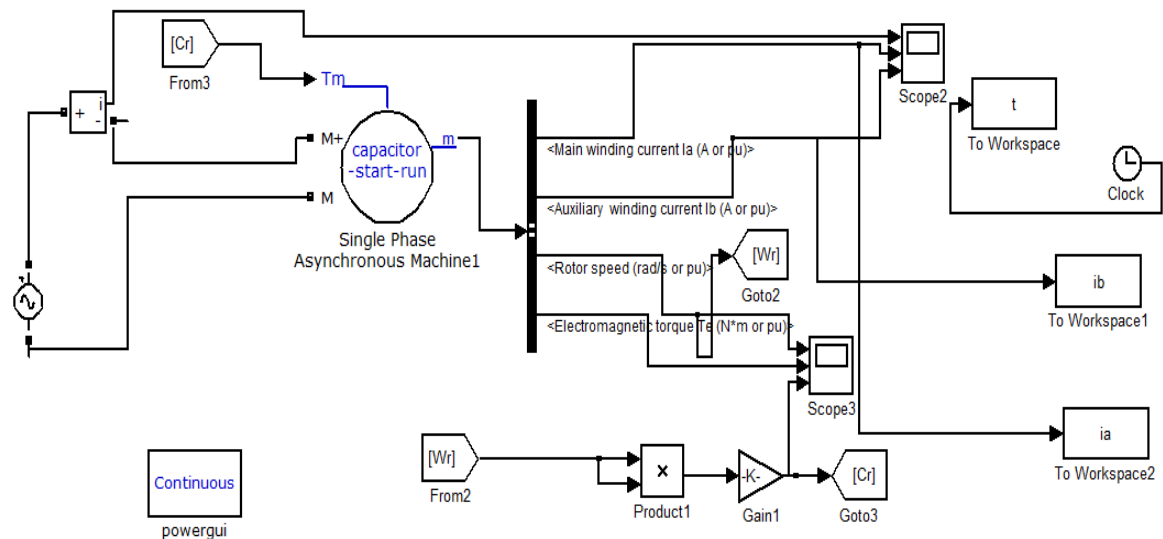 [Cr]
From3
Tm
+
i
-
M+
M
capacitor
-start-run
m
Single Phase
Asynchronous Machine1
<Main winding current Ia (A or pu)>
<Auxiliary winding current Ib (A or pu)>
<Rotor speed (rad/s or pu)>
<Electromagnetic torque Te (N*m or pu)>
[Wr]
Goto2
Scope2
t
To Workspace
Clock
ib
To Workspace1
Scope3
ia
To Workspace2
[Wr]
From2
×
Product1
-K-
Gain1
[Cr]
Goto3
Continuous
powergui